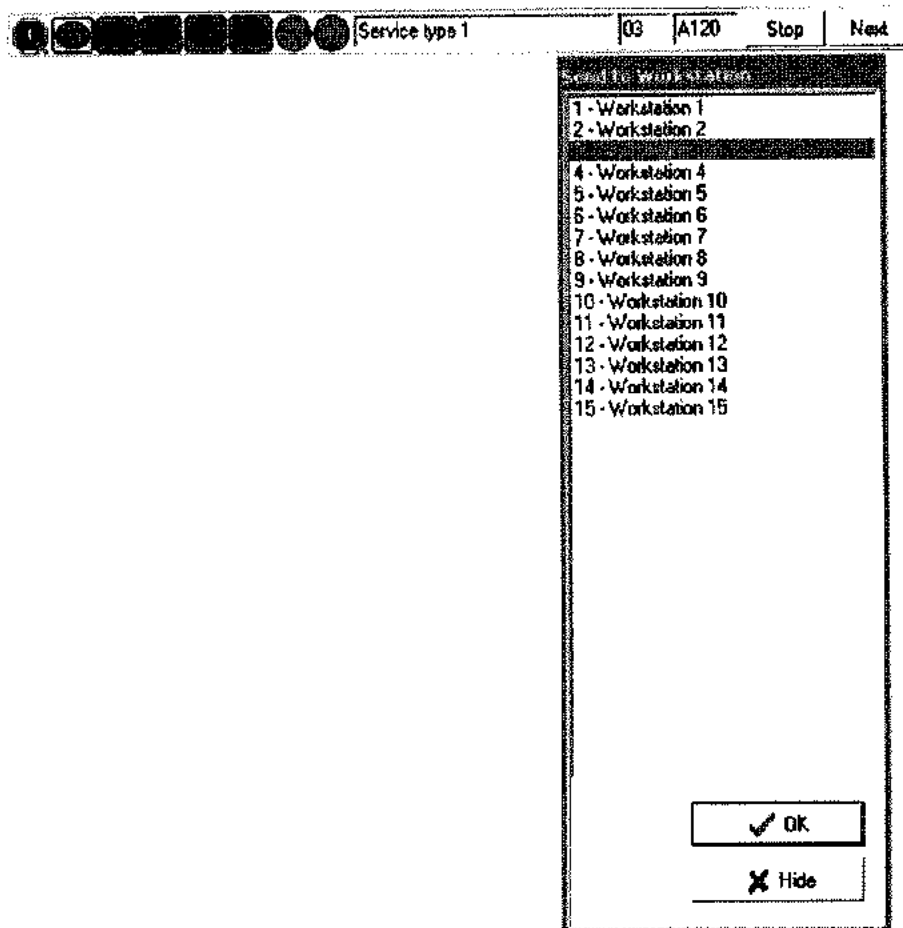 Service type 1 03 A120 Stop Next
Send to Workstation
1 - Workstation 1
2 - Workstation 2
4 - Workstation 4
5 - Workstation 5
6 - Workstation 6
7 - Workstation 7
8 - Workstation 8
9 - Workstation 9
10 - Workstation 10
11 - Workstation 11
12 - Workstation 12
13 - Workstation 13
14 - Workstation 14
15 - Workstation 15
OK
Hide